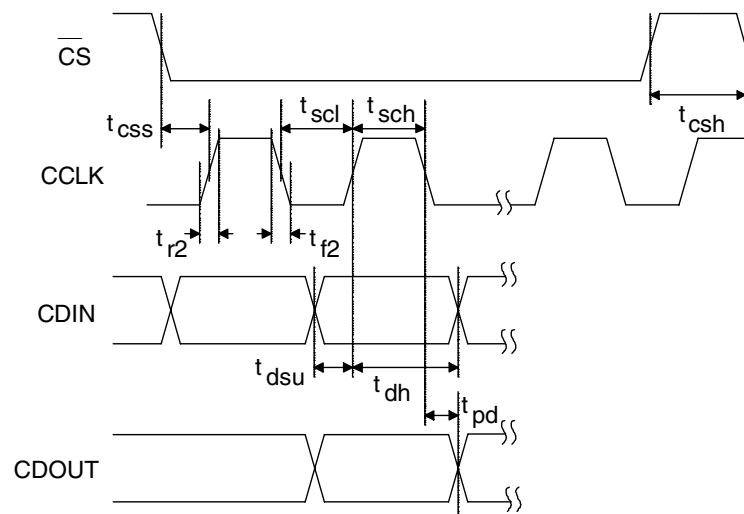 CS
t css
t scl
t sch
t csh
CCLK
t r2
t f2
CDIN
t dsu
t dh
t pd
CDOUT